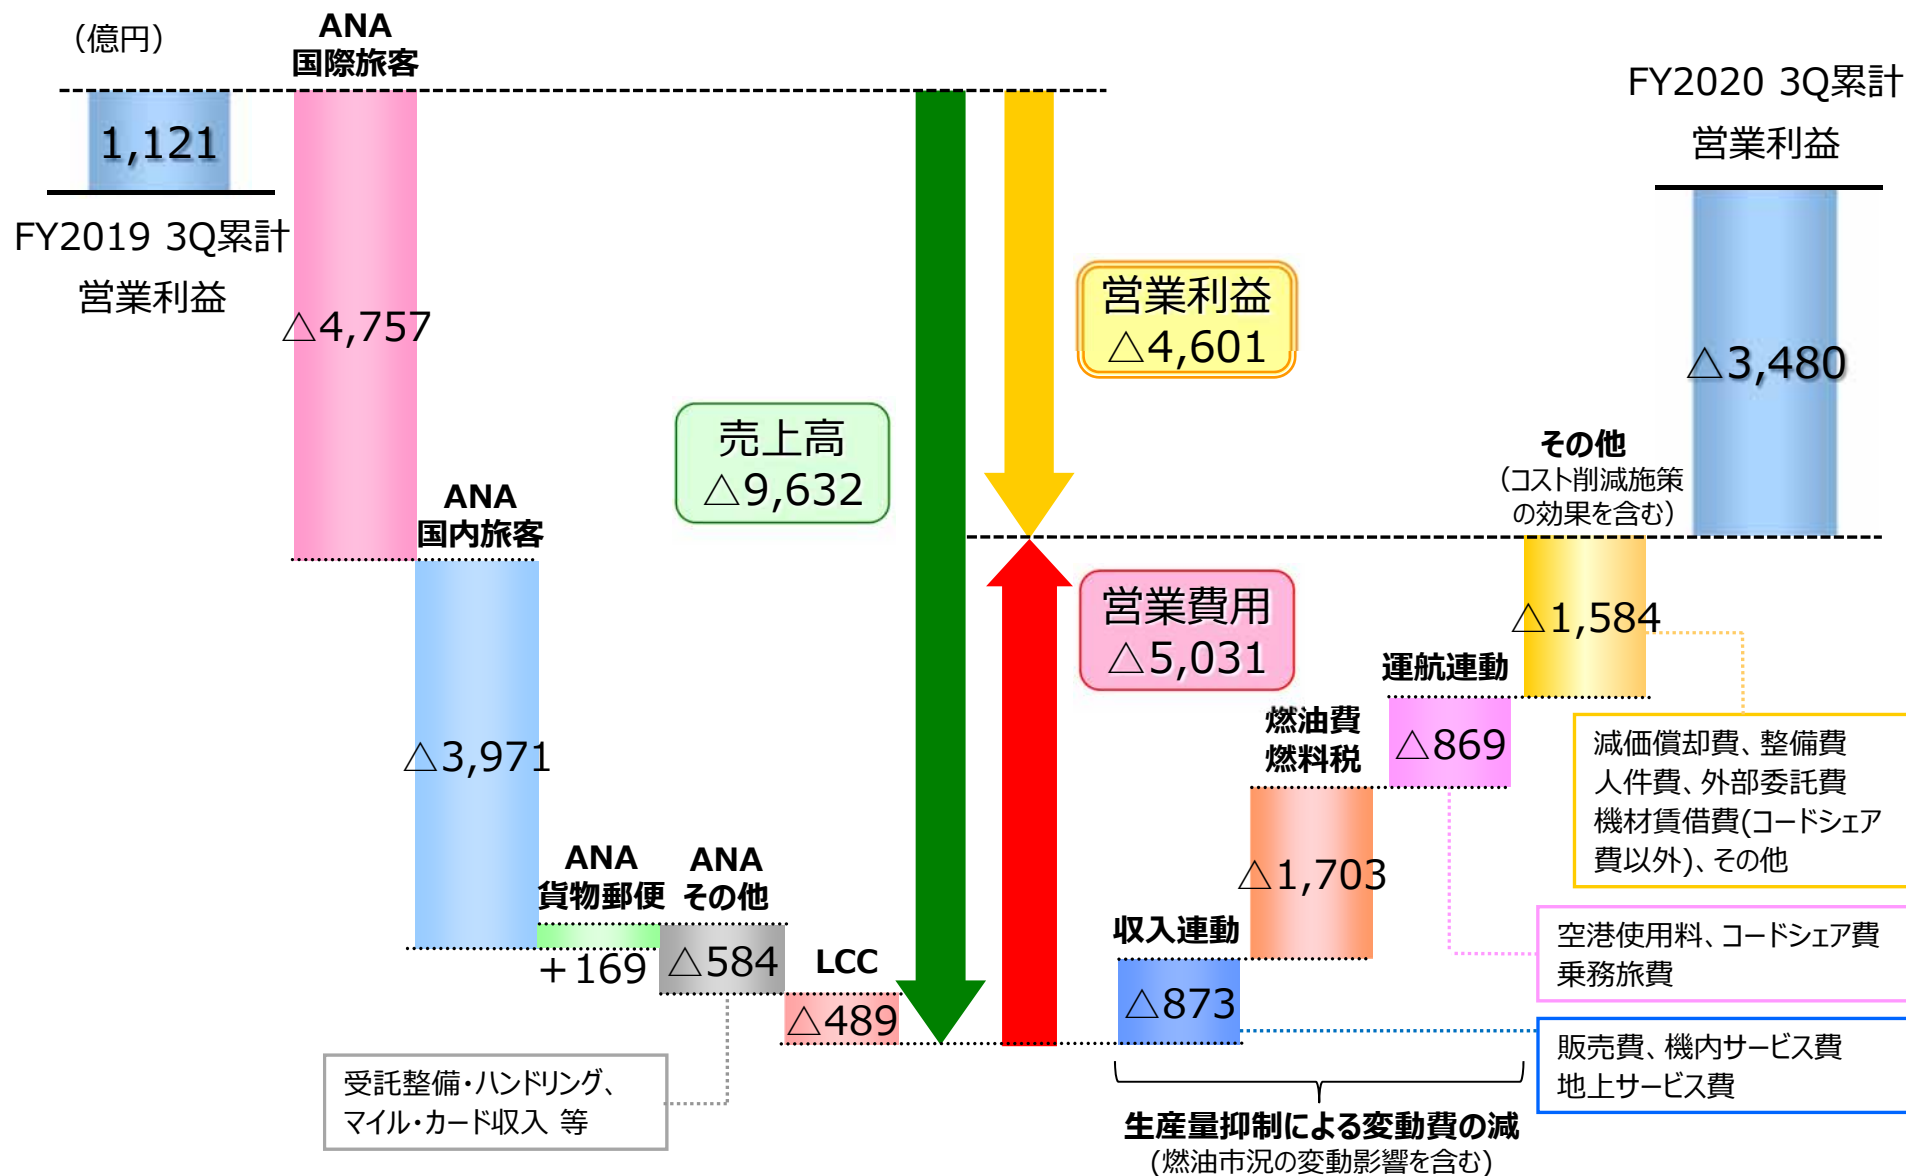 （億円）
ANA
国際旅客
1,121
FY2019 3Q累計
営業利益
△4,757
ANA
国内旅客
△3,971
ANA
貨物郵便
+169
ANA
その他
△584
LCC
△489
受託整備・ハンドリング、
マイル・カード収入 等
売上高
△9,632
営業利益
△4,601
営業費用
△5,031
収入連動
△873
燃油費
燃料税
△1,703
運航連動
△869
その他
（コスト削減施策
の効果を含む）
△1,584
FY2020 3Q累計
営業利益
△3,480
減価償却費、整備費
人件費、外部委託費
機材賃借費(コードシェア
費以外)、その他
空港使用料、コードシェア費
乗務旅費
販売費、機内サービス費
地上サービス費
生産量抑制による変動費の減
（燃油市況の変動影響を含む）